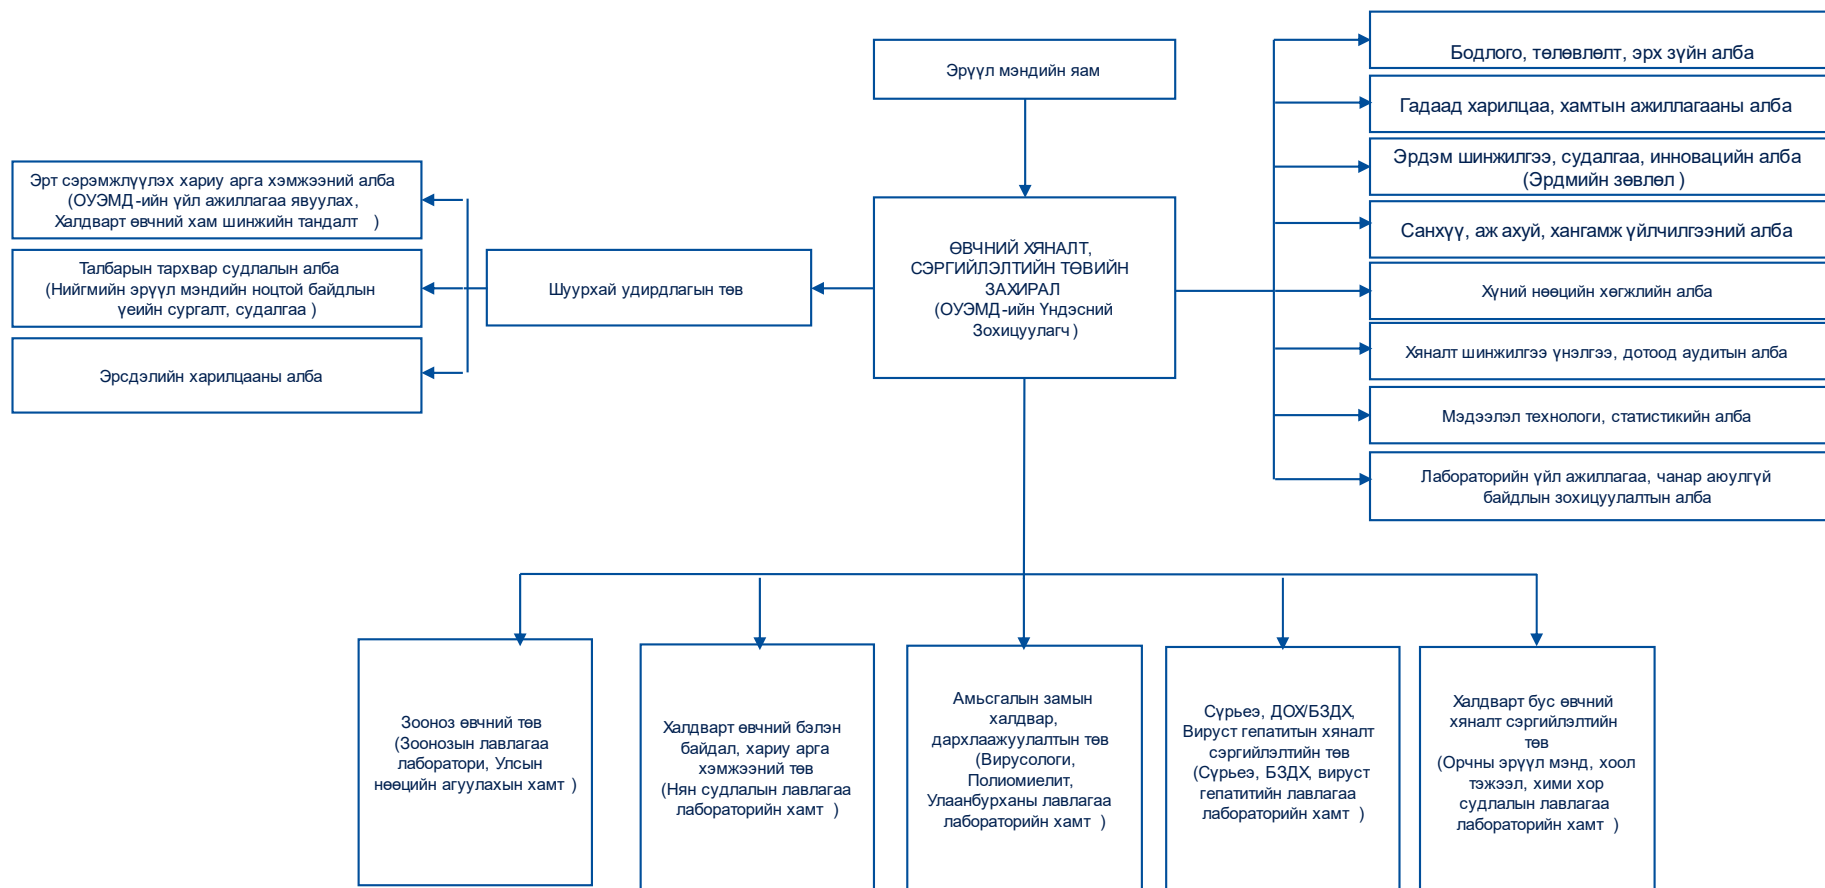 Эрүүл мэндийн яам
Бодлого, төлөвлөлт, эрх зүйн алба
Гадаад харилцаа, хамтын ажиллагааны алба
Эрдэм шинжилгээ, судалгаа, инновацийн алба
(Эрдмийн зөвлөл )
Санхүү, аж ахуй, хангамж үйлчилгээний алба
Хүний нөөцийн хөгжлийн алба
Хяналт шинжилгээ үнэлгээ, дотоод аудитын алба
Мэдээлэл технологи, статистикийн алба
Лабораторийн үйл ажиллагаа, чанар аюулгүй
байдлын зохицуулалтын алба
ӨВЧНИЙ ХЯНАЛТ,
СЭРГИЙЛЭЛТИЙН ТӨВИЙН
ЗАХИРАЛ
(ОУЭМД-ийн Үндэсний
Зохицуулагч )
Шуурхай удирдлагын төв
Эрт сэрэмжлүүлэх хариу арга хэмжээний алба
(ОУЭМД-ийн үйл ажиллагаа явуулах,
Халдварт өвчний хам шинжийн тандалт )
Талбарын тархвар судлалын алба
(Нийгмийн эрүүл мэндийн ноцтой байдлын
үеийн сургалт, судалгаа )
Эрсдэлийн харилцааны алба
Зооноз өвчний төв
(Зоонозын лавлагаа
лаборатори, Улсын
нөөцийн агуулахын хамт )
Халдварт өвчний бэлэн
байдал, хариу арга
хэмжээний төв
(Нян судлалын лавлагаа
лабораторийн хамт )
Амьсгалын замын
халдвар,
дархлаажуулалтын төв
(Вирусологи,
Полиомиелит,
Улаанбурханы лавлагаа
лабораторийн хамт )
Сүрьеэ, ДОХ/БЗДХ,
Вируст гепатитын хяналт
сэргийлэлтийн төв
(Сүрьеэ, БЗДХ, вируст
гепатитийн лавлагаа
лабораторийн хамт )
Халдварт бус өвчний
хяналт сэргийлэлтийн
төв
(Орчны эрүүл мэнд, хоол
тэжээл, хими хор
судлалын лавлагаа
лабораторийн хамт )